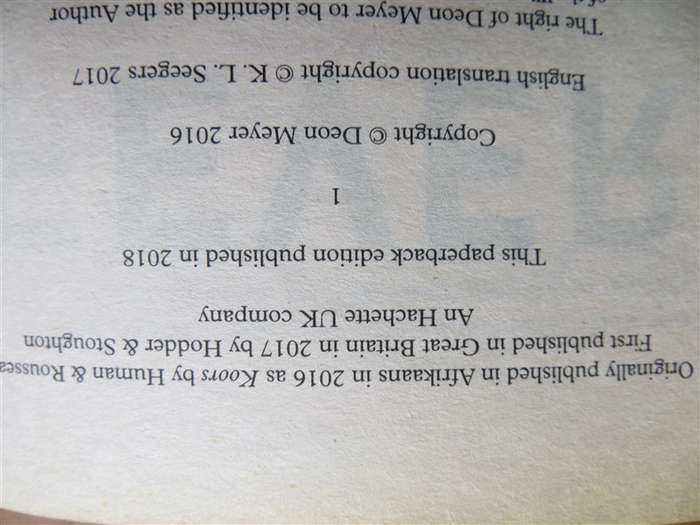 Originally published in Afrikaans in 2016 as Koors by Human &
First published in Great Britain in 2017 by Hodder & Stoughton
An Hachette UK company
This paperback edition published in 2018
1
Copyright © Deon Meyer 2016
English translation copyright © K. L. Seegers 2017
The right of Deon Meyer to be identified as the Author